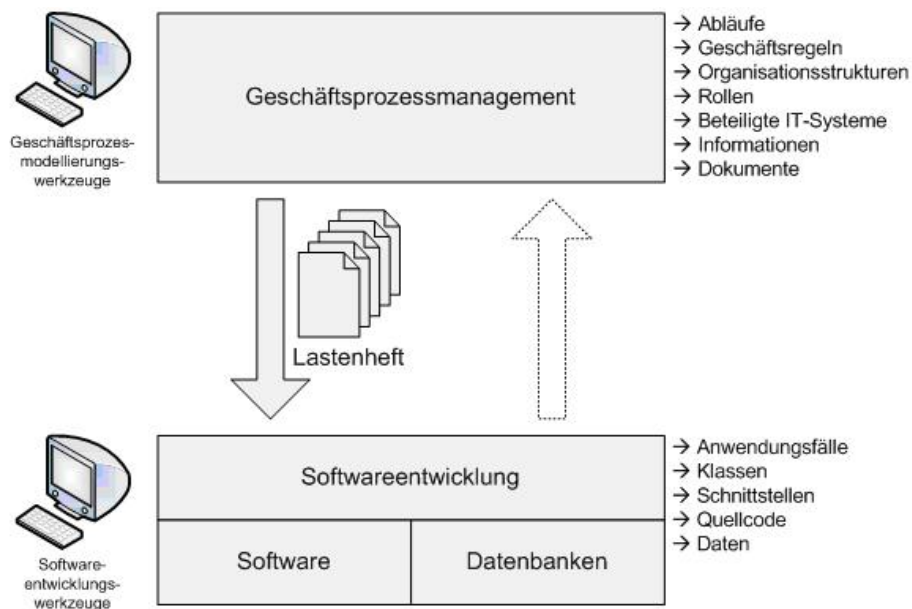 Geschäftsprozes-
modellierungs-
werkzeuge
Geschäftsprozessmanagement
→ Abläufe
→ Geschäftsregeln
→ Organisationsstrukturen
→ Rollen
→ Beteiligte IT-Systeme
→ Informationen
→ Dokumente
Lastenheft
Software-
entwicklungs-
werkzeuge
Softwareentwicklung
Software
Datenbanken
→ Anwendungsfälle
→ Klassen
→ Schnittstellen
→ Quellcode
→ Daten